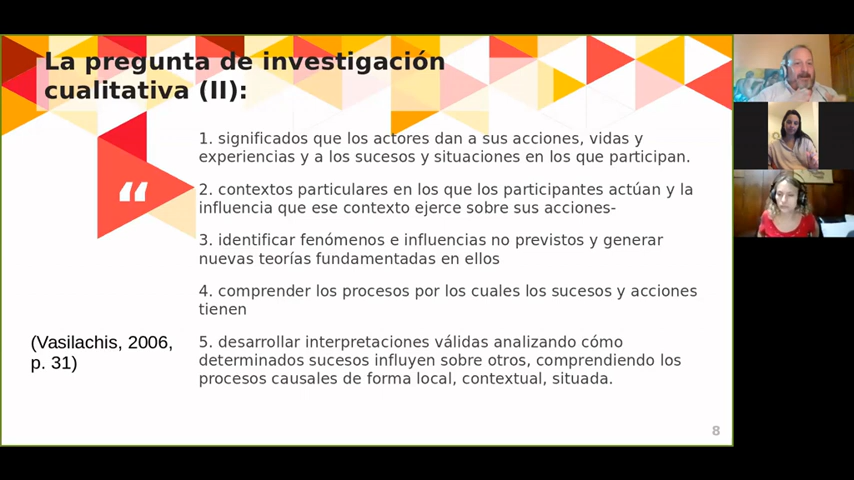 La pregunta de investigación
cualitativa (II):
“
1. significados que los actores dan a sus acciones, vidas y
experiencias y a los sucesos y situaciones en los que participan.
2. contextos particulares en los que los participantes actúan y la
influencia que ese contexto ejerce sobre sus acciones-
3. identificar fenómenos e influencias no previstos y generar
nuevas teorías fundamentadas en ellos
4. comprender los procesos por los cuales los sucesos y acciones
tienen
5. desarrollar interpretaciones válidas analizando cómo
determinados sucesos influyen sobre otros, comprendiendo los
procesos causales de forma local, contextual, situada.
(Vasilachis, 2006,
p. 31)
8